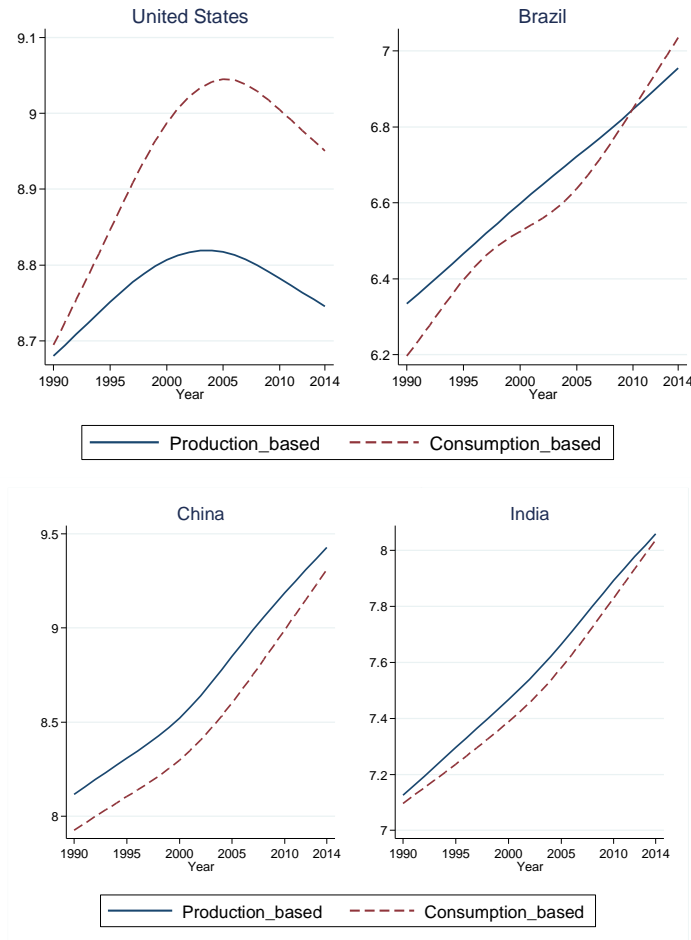 United States
Brazil
9.1
9
8.9
8.8
8.7
1990 1995 2000 2005 2010 2014
Year
7
6.8
6.6
6.4
6.2
1990 1995 2000 2005 2010 2014
Year
Production_based Consumption_based
China
India
9.5
9
8.5
8
1990 1995 2000 2005 2010 2014
Year
8
7.8
7.6
7.4
7.2
7
1990 1995 2000 2005 2010 2014
Year
Production_based Consumption_based